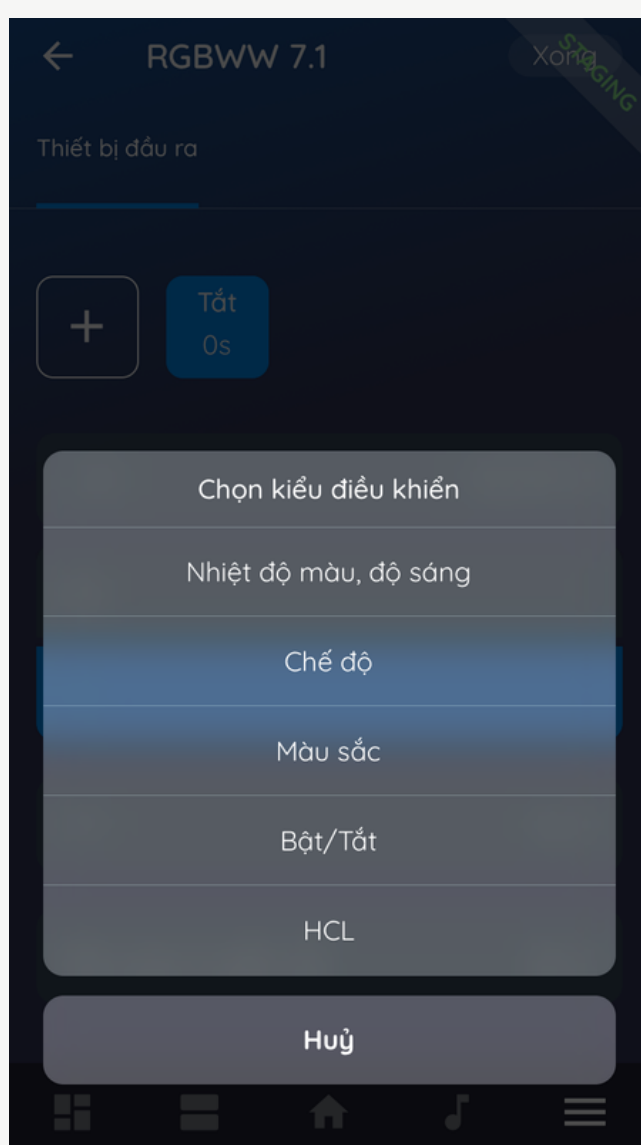 RGBWW 7.1
Xong
STAGING
Thiết bị đầu ra
Tắt
0s
Chọn kiểu điều khiển
Nhiệt độ màu, độ sáng
Chế độ
Màu sắc
Bật/Tắt
HCL
Huỷ